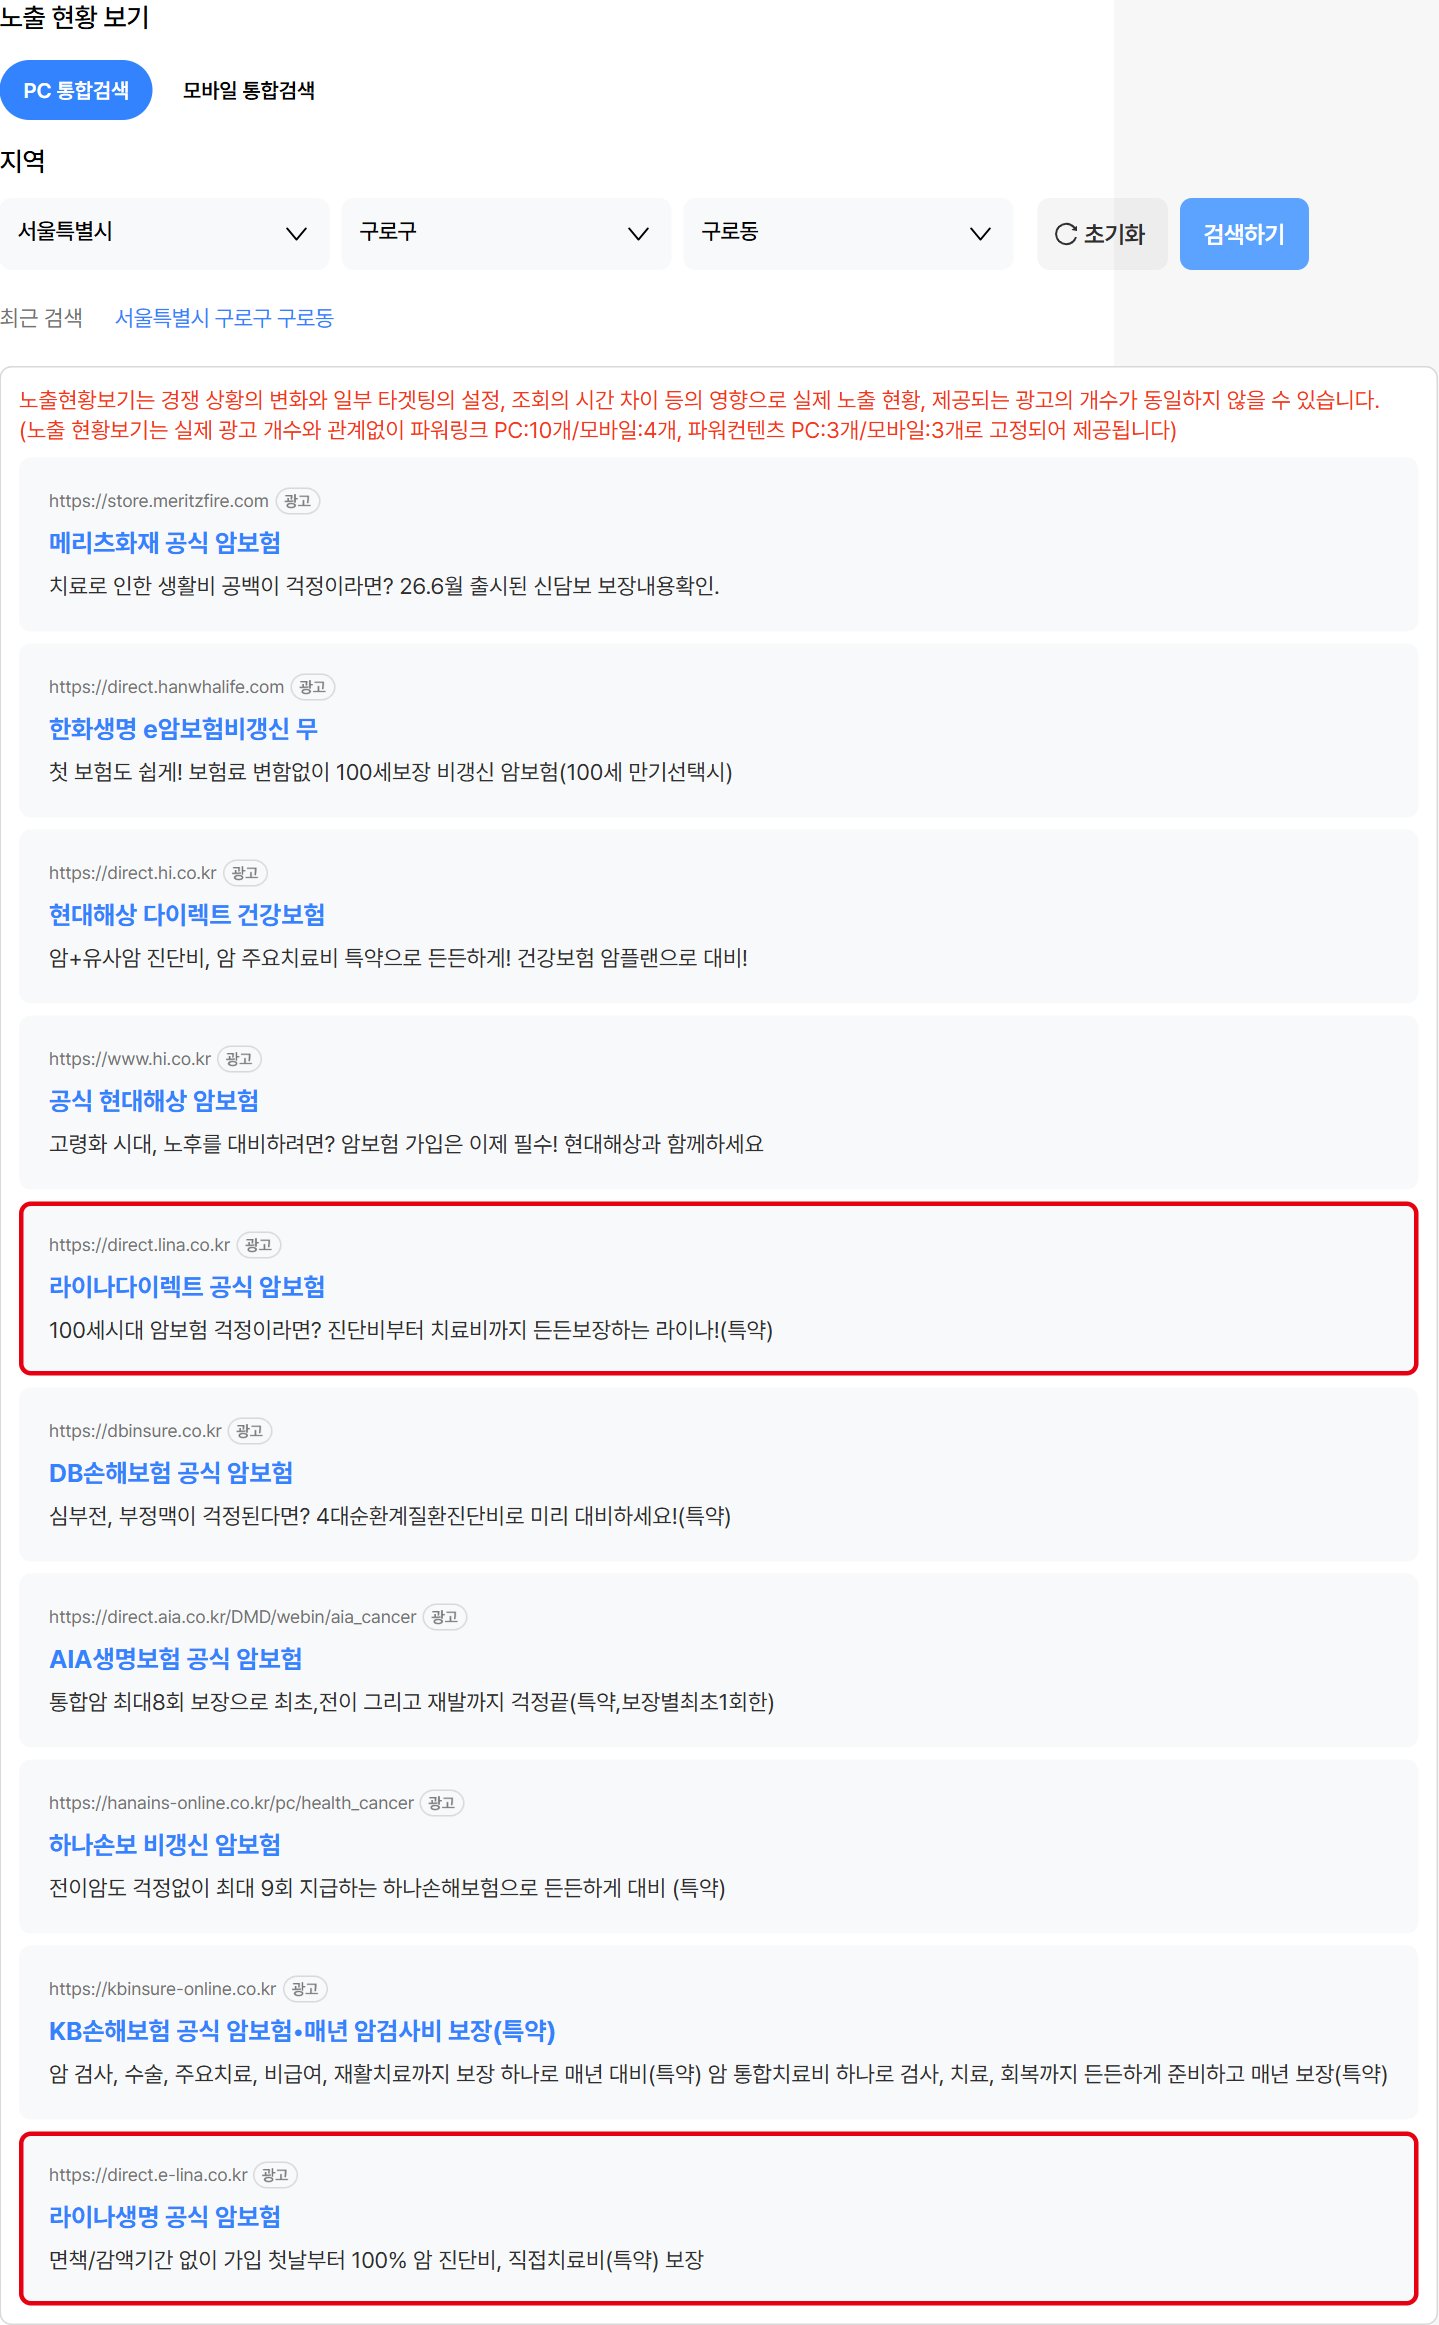 노출 현황 보기
PC 통합검색 모바일 통합검색
지역
서울특별시 구로구 구로동 초기화 검색하기
최근 검색 서울특별시 구로구 구로동
노출현황보기는 경쟁 상황의 변화와 일부 타겟팅의 설정, 조회의 시간 차이 등의 영향으로 실제 노출 현황, 제공되는 광고의 개수가 동일하지 않을 수 있습니다.
(노출 현황보기는 실제 광고 개수와 관계없이 파워링크 PC:10개/모바일:4개, 파워컨텐츠 PC:3개/모바일:3개로 고정되어 제공됩니다)
https://store.meritzfire.com 광고
메리츠화재 공식 암보험
치료로 인한 생활비 공백이 걱정이라면? 26.6월 출시된 신담보 보장내용확인.
https://direct.hanwhalife.com 광고
한화생명 e암보험비갱신 무
첫 보험도 쉽게! 보험료 변함없이 100세보장 비갱신 암보험(100세 만기선택시)
https://direct.hi.co.kr 광고
현대해상 다이렉트 건강보험
암+유사암 진단비, 암 주요치료비 특약으로 든든하게! 건강보험 암플랜으로 대비!
https://www.hi.co.kr 광고
공식 현대해상 암보험
고령화 시대, 노후를 대비하려면? 암보험 가입은 이제 필수! 현대해상과 함께하세요
https://direct.lina.co.kr 광고
라이나다이렉트 공식 암보험
100세시대 암보험 걱정이라면? 진단비부터 치료비까지 든든보장하는 라이나!(특약)
https://dbinsure.co.kr 광고
DB손해보험 공식 암보험
심부전, 부정맥이 걱정된다면? 4대순환계질환진단비로 미리 대비하세요!(특약)
https://direct.aia.co.kr/DMD/webin/aia_cancer 광고
AIA생명보험 공식 암보험
통합암 최대8회 보장으로 최초,전이 그리고 재발까지 걱정끝(특약,보장별최초1회한)
https://hanains-online.co.kr/pc/health_cancer 광고
하나손보 비갱신 암보험
전이암도 걱정없이 최대 9회 지급하는 하나손해보험으로 든든하게 대비 (특약)
https://kbinsure-online.co.kr 광고
KB손해보험 공식 암보험•매년 암검사비 보장(특약)
암 검사, 수술, 주요치료, 비급여, 재활치료까지 보장 하나로 매년 대비(특약) 암 통합치료비 하나로 검사, 치료, 회복까지 든든하게 준비하고 매년 보장(특약)
https://direct.e-lina.co.kr 광고
라이나생명 공식 암보험
면책/감액기간 없이 가입 첫날부터 100% 암 진단비, 직접치료비(특약) 보장